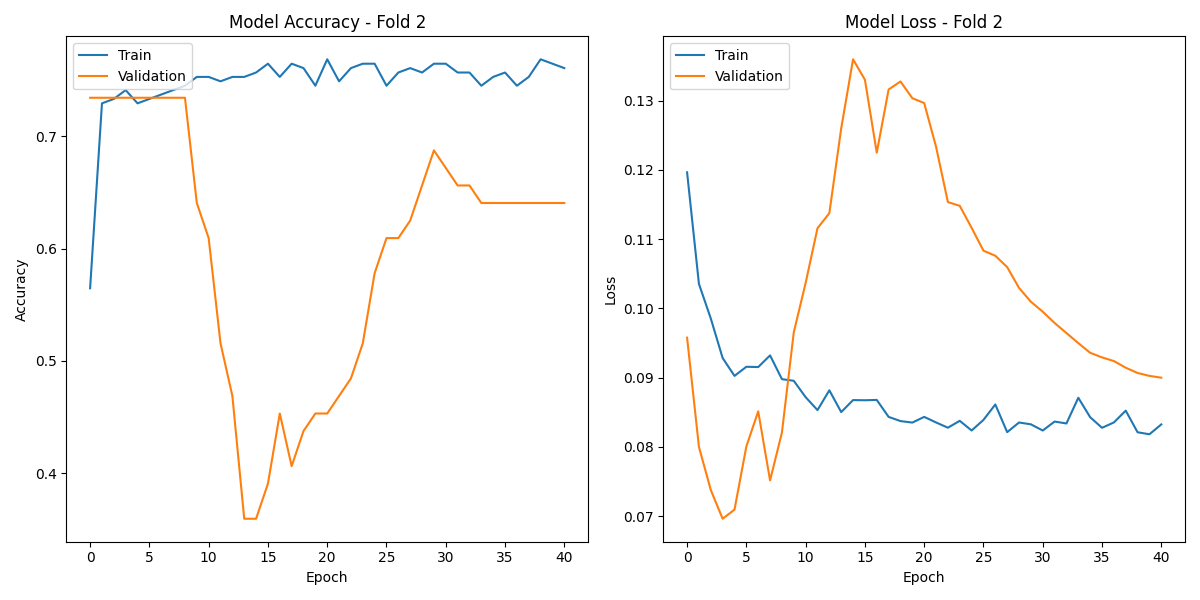 Model Accuracy - Fold 2
Train
Validation
0.7
0.6
0.5
0.4
Accuracy
0 5 10 15 20 25 30 35 40
Epoch
Model Loss - Fold 2
Train
Validation
0.13
0.12
0.11
0.10
0.09
0.08
0.07
Loss
0 5 10 15 20 25 30 35 40
Epoch